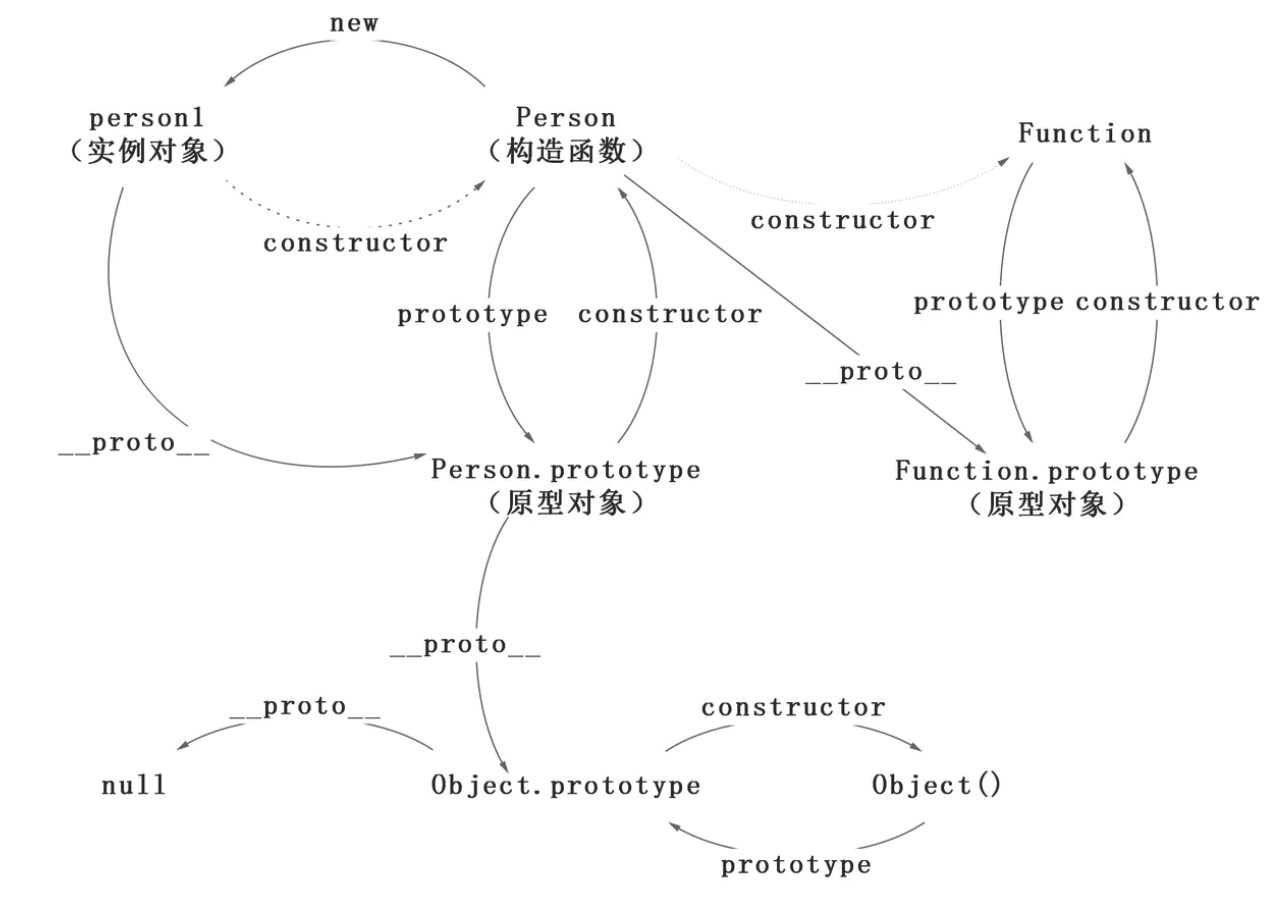 new
person1
（实例对象）
Person
（构造函数）
Function
constructor
constructor
prototype
constructor
prototype
constructor
__proto__
__proto__
Person.prototype
（原型对象）
Function.prototype
（原型对象）
__proto__
__proto__
constructor
null
Object.prototype
Object()
prototype